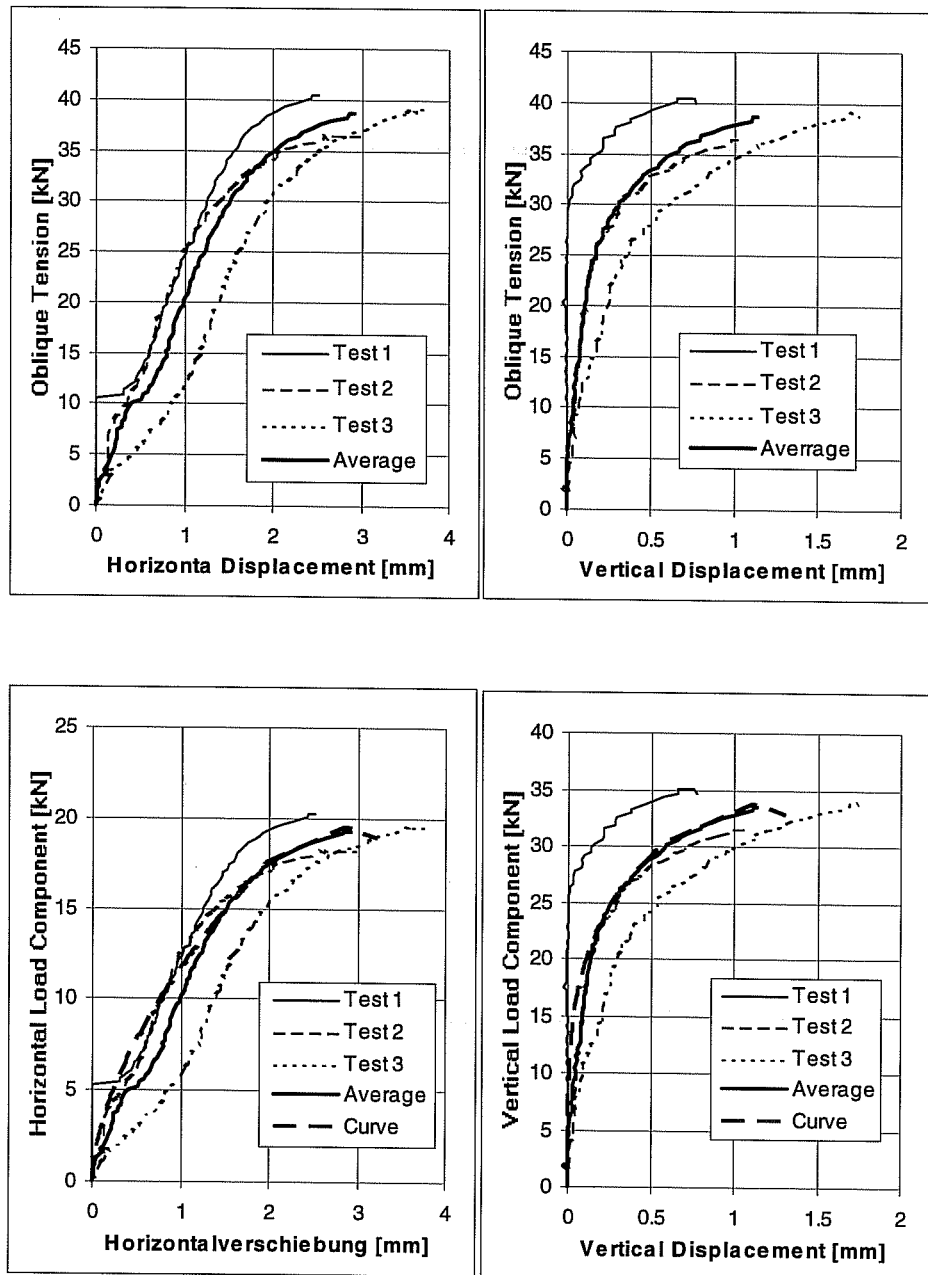 45
40
35
30
25
20
15
10
5
0
Oblique Tension [kN]
Test 1
Test 2
Test 3
Averrage
0 1 2 3 4
Horizonta Displacement [mm]
45
40
35
30
25
20
15
10
5
0
Oblique Tension [kN]
Test 1
Test 2
Test 3
Averrage
0 0.5 1 1.5 2
Vertical Displacement [mm]
25
20
15
10
5
0
Horizontal Load Component [kN]
Test 1
Test 2
Test 3
Average
Curve
0 1 2 3 4
Horizontalverschiebung [mm]
40
35
30
25
20
15
10
5
0
Vertical Load Component [kN]
Test 1
Test 2
Test 3
Average
Curve
0 0.5 1 1.5 2
Vertical Displacement [mm]